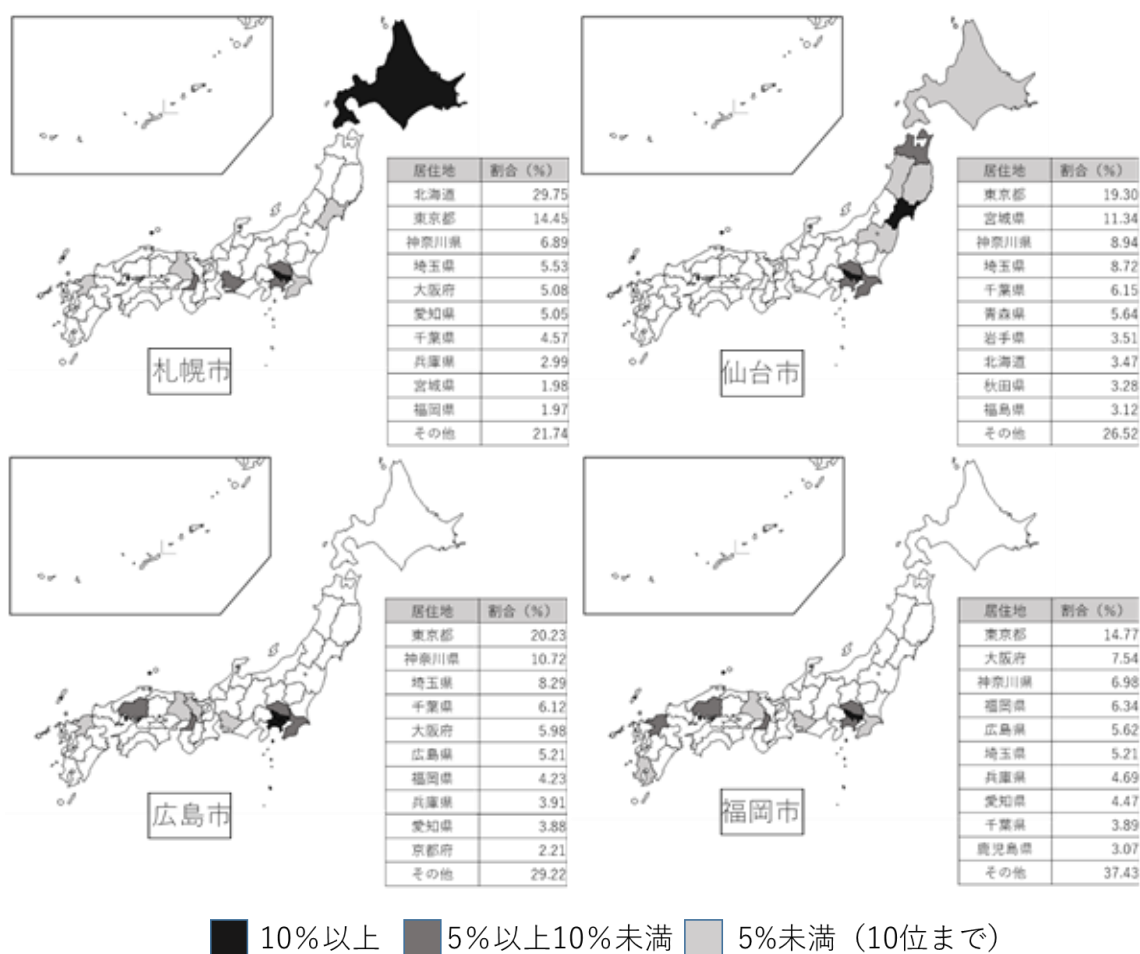 居住地 割合（%）
北海道 29.75
東京都 14.45
神奈川県 6.89
埼玉県 5.53
大阪府 5.08
愛知県 5.05
千葉県 4.57
兵庫県 2.99
宮城県 1.98
福岡県 1.97
その他 21.74
札幌市
居住地 割合（%）
東京都 19.30
宮城県 11.34
神奈川県 8.94
埼玉県 8.72
千葉県 6.15
青森県 5.64
岩手県 3.51
北海道 3.47
秋田県 3.28
福島県 3.12
その他 26.52
仙台市
居住地 割合（%）
東京都 20.23
神奈川県 10.72
埼玉県 8.29
千葉県 6.12
大阪府 5.98
広島県 5.21
福岡県 4.23
兵庫県 3.91
愛知県 3.88
京都府 2.21
その他 29.22
広島市
居住地 割合（%）
東京都 14.77
大阪府 7.54
神奈川県 6.98
福岡県 6.34
広島県 5.62
埼玉県 5.21
兵庫県 4.69
愛知県 4.47
千葉県 3.89
鹿児島県 3.07
その他 37.43
福岡市
10%以上 5%以上10%未満 5%未満（10位まで）